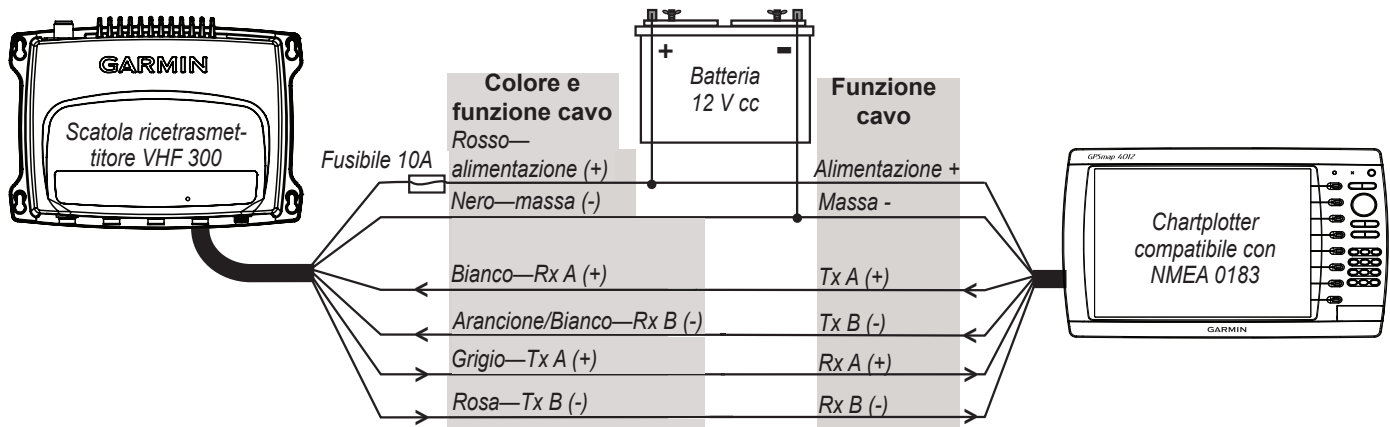 GARMIN
Scatola ricetrasmet-
titore VHF 300
Fusibile 10A
Colore e
funzione cavo
Rosso—
alimentazione (+)
Nero—massa (-)
Bianco—Rx A (+)
Arancione/Bianco—Rx B (-)
Grigio—Tx A (+)
Rosa—Tx B (-)
+ -
Batteria
12 V cc
Funzione
cavo
Alimentazione +
Massa -
Tx A (+)
Tx B (-)
Rx A (+)
Rx B (-)
GPSmap 4012
Chartplotter
compatibile con
NMEA 0183
GARMIN